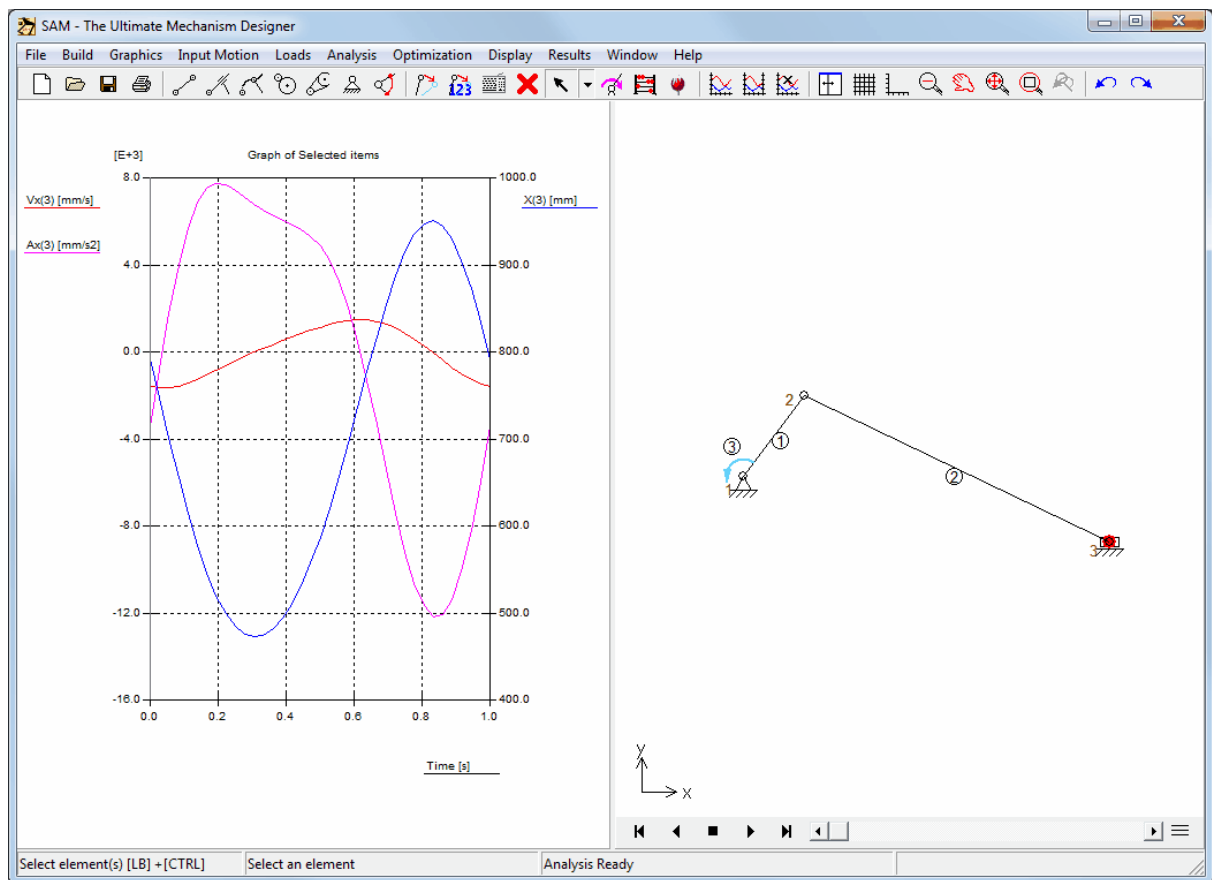 SAM - The Ultimate Mechanism Designer
File Build Graphics Input Motion Loads Analysis Optimization Display Results Window Help
123
[E+3] Graph of Selected items
8.0 1000.0
Vx(3) [mm/s] X(3) [mm]
Ax(3) [mm/s2]
4.0 900.0
0.0 800.0
-4.0 700.0
-8.0 600.0
-12.0 500.0
-16.0 400.0
0.0 0.2 0.4 0.6 0.8 1.0
Time [s]
2
3 1
1 2
3
y
x
Select element(s) [LB] +[CTRL] Select an element Analysis Ready